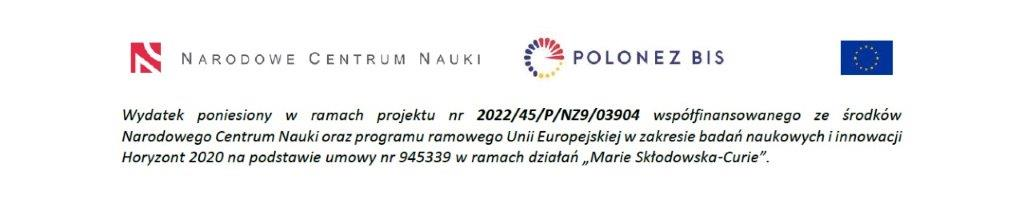 NARODOWE CENTRUM NAUKI POLONEZ BIS
Wydatek poniesiony w ramach projektu nr 2022/45/P/NZ9/03904 współfinansowanego ze środków
Narodowego Centrum Nauki oraz programu ramowego Unii Europejskiej w zakresie badań naukowych i innowacji
Horyzont 2020 na podstawie umowy nr 945339 w ramach działań „Marie Skłodowska-Curie”.